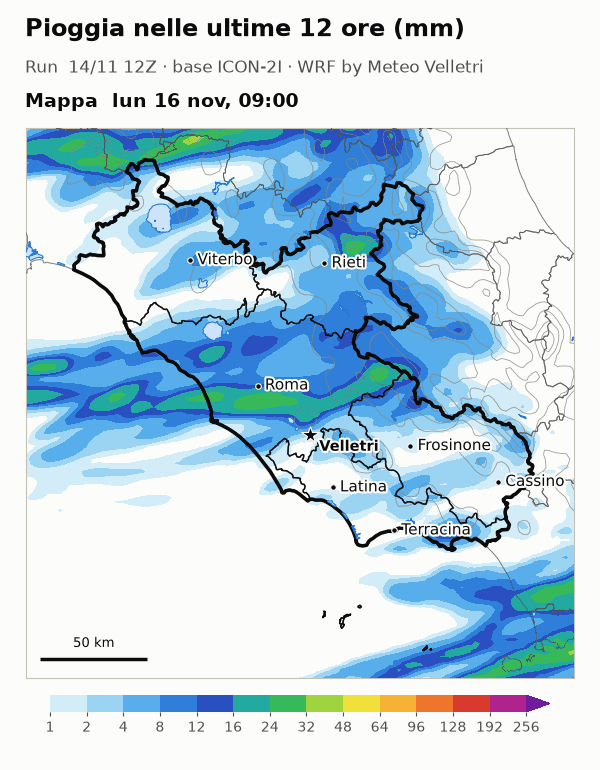 Pioggia nelle ultime 12 ore (mm)
Run 14/11 12Z · base ICON-2I · WRF by Meteo Velletri
Mappa lun 16 nov, 09:00
Viterbo
Rieti
Roma
Velletri
Frosinone
Latina
Cassino
Terracina
50 km
1 2 4 8 12 16 24 32 48 64 96 128 192 256